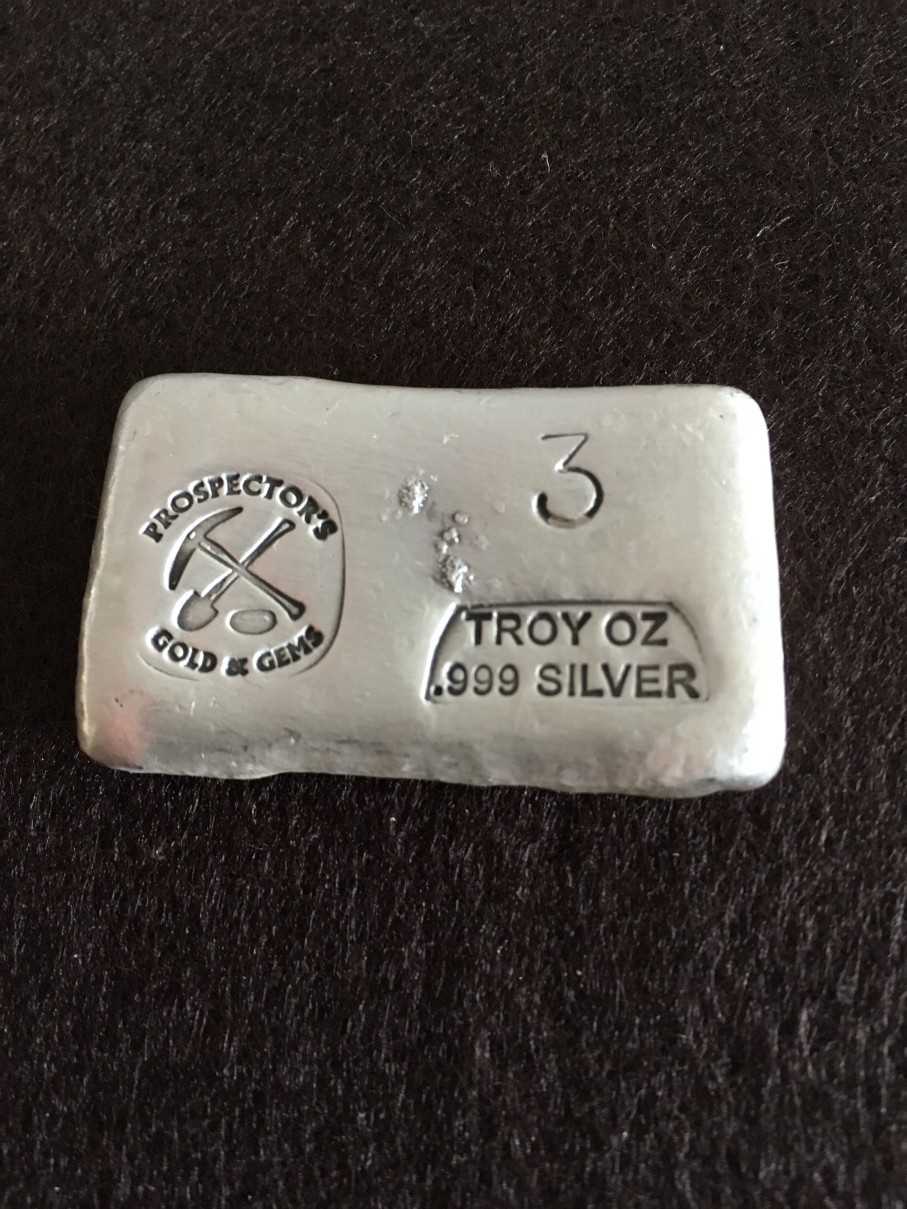 PROSPECTOR'S
GOLD & GEMS
3
TROY OZ
.999 SILVER